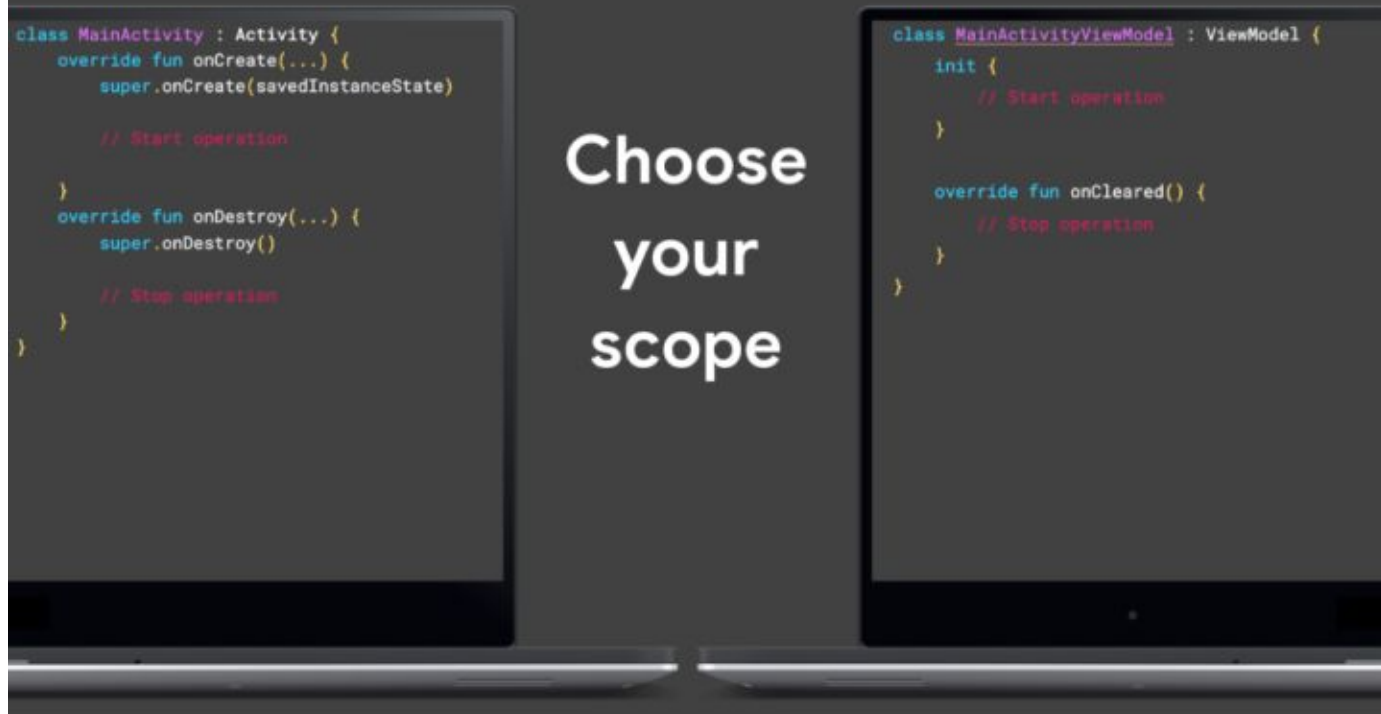 class MainActivity : Activity {
override fun onCreate(...) {
super.onCreate(savedInstanceState)
// Start operation
}
override fun onDestroy(...) {
super.onDestroy()
// Stop operation
}
}
Choose
your
scope
class MainActivityViewModel : ViewModel {
init {
// Start operation
}
override fun onCleared() {
// Stop operation
}
}